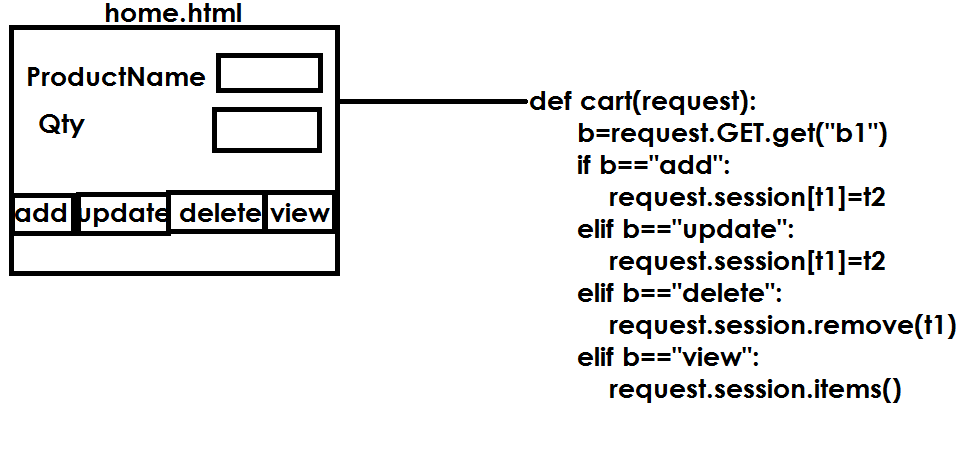 home.html
ProductName
Qty
add update delete view
def cart(request):
b=request.GET.get("b1")
if b=="add":
request.session[t1]=t2
elif b=="update":
request.session[t1]=t2
elif b=="delete":
request.session.remove(t1)
elif b=="view":
request.session.items()